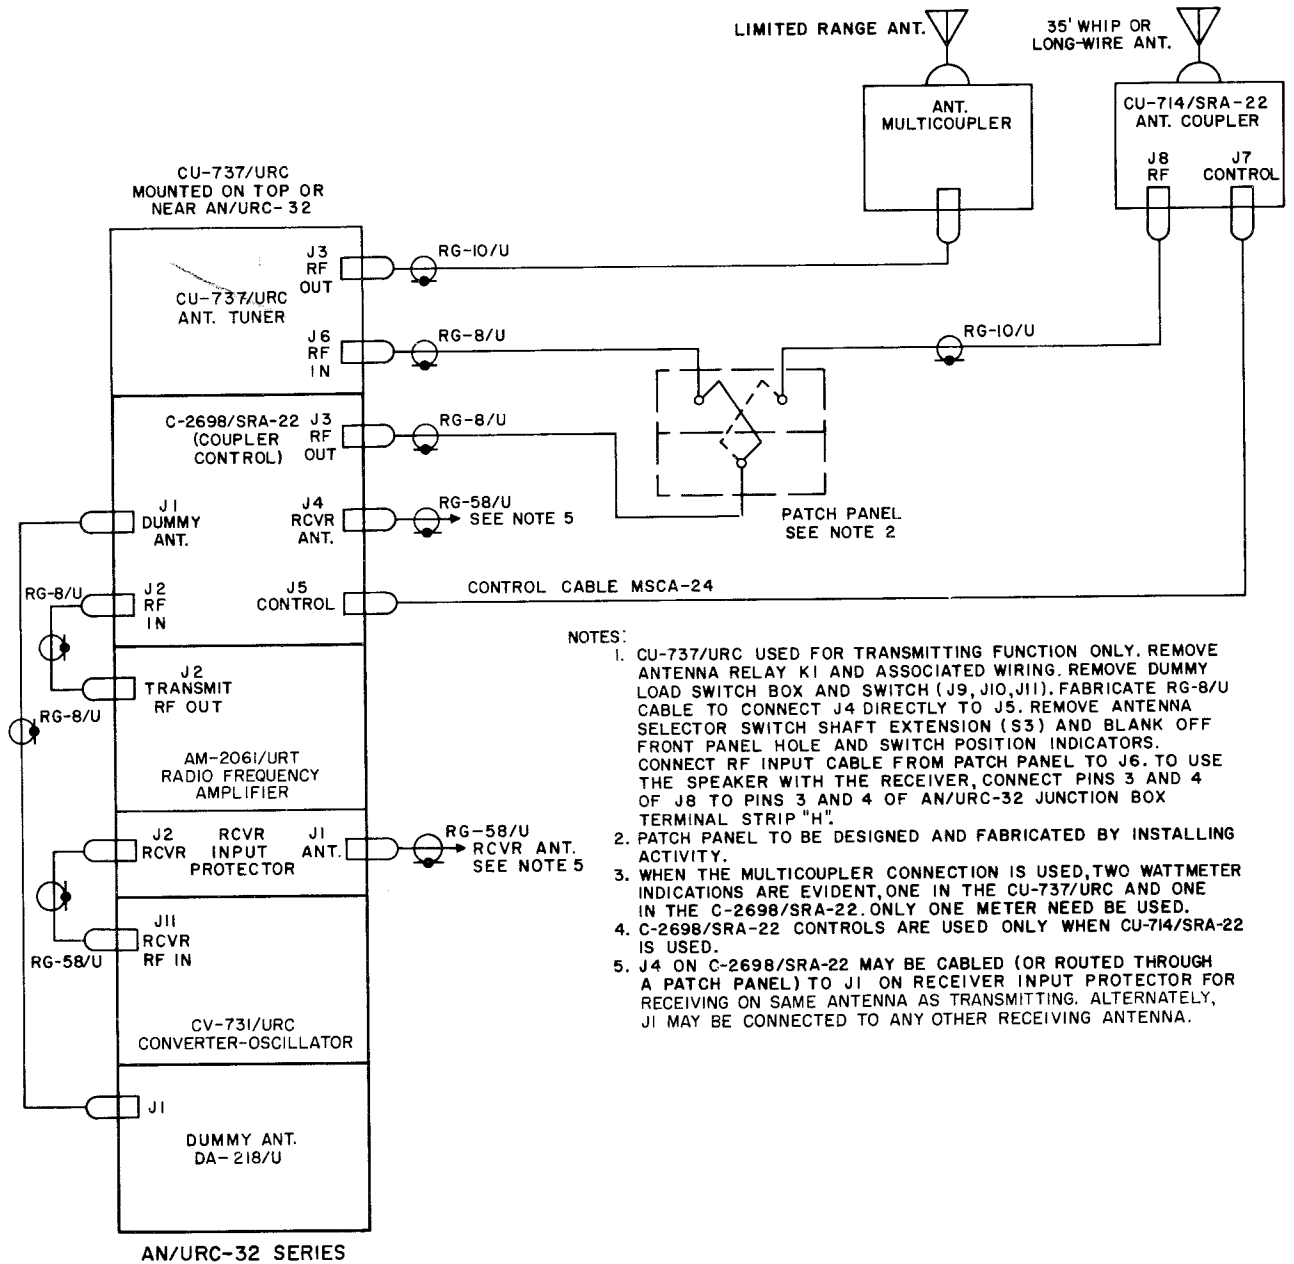 LIMITED RANGE ANT.
35' WHIP OR
LONG-WIRE ANT.
ANT.
MULTICOUPLER
CU-714/SRA-22
ANT. COUPLER
J8
RF
J7
CONTROL
CU-737/URC
MOUNTED ON TOP OR
NEAR AN/URC-32
J3
RF
OUT
RG-10/U
CU-737/URC
ANT. TUNER
J6
RF
IN
RG-8/U
RG-10/U
C-2698/SRA-22
(COUPLER
CONTROL)
J3
RF
OUT
RG-8/U
J1
DUMMY
ANT.
J4
RCVR
ANT.
RG-58/U
SEE NOTE 5
PATCH PANEL
SEE NOTE 2
RG-8/U
J2
RF
IN
J5
CONTROL
CONTROL CABLE MSCA-24
J2
TRANSMIT
RF OUT
RG-8/U
AM-2061/URT
RADIO FREQUENCY
AMPLIFIER
J2
RCVR
RCVR
INPUT
PROTECTOR
J1
ANT.
RG-58/U
RCVR ANT.
SEE NOTE 5
J11
RCVR
RF IN
RG-58/U
CV-731/URC
CONVERTER-OSCILLATOR
J1
DUMMY ANT.
DA-218/U
AN/URC-32 SERIES
NOTES:
1. CU-737/URC USED FOR TRANSMITTING FUNCTION ONLY. REMOVE
ANTENNA RELAY K1 AND ASSOCIATED WIRING. REMOVE DUMMY
LOAD SWITCH BOX AND SWITCH (J9, J10, J11). FABRICATE RG-8/U
CABLE TO CONNECT J4 DIRECTLY TO J5. REMOVE ANTENNA
SELECTOR SWITCH SHAFT EXTENSION (S3) AND BLANK OFF
FRONT PANEL HOLE AND SWITCH POSITION INDICATORS.
CONNECT RF INPUT CABLE FROM PATCH PANEL TO J6. TO USE
THE SPEAKER WITH THE RECEIVER, CONNECT PINS 3 AND 4
OF J8 TO PINS 3 AND 4 OF AN/URC-32 JUNCTION BOX
TERMINAL STRIP "H".
2. PATCH PANEL TO BE DESIGNED AND FABRICATED BY INSTALLING
ACTIVITY.
3. WHEN THE MULTICOUPLER CONNECTION IS USED, TWO WATTMETER
INDICATIONS ARE EVIDENT, ONE IN THE CU-737/URC AND ONE
IN THE C-2698/SRA-22. ONLY ONE METER NEED BE USED.
4. C-2698/SRA-22 CONTROLS ARE USED ONLY WHEN CU-714/SRA-22
IS USED.
5. J4 ON C-2698/SRA-22 MAY BE CABLED (OR ROUTED THROUGH
A PATCH PANEL) TO J1 ON RECEIVER INPUT PROTECTOR FOR
RECEIVING ON SAME ANTENNA AS TRANSMITTING. ALTERNATELY,
J1 MAY BE CONNECTED TO ANY OTHER RECEIVING ANTENNA.